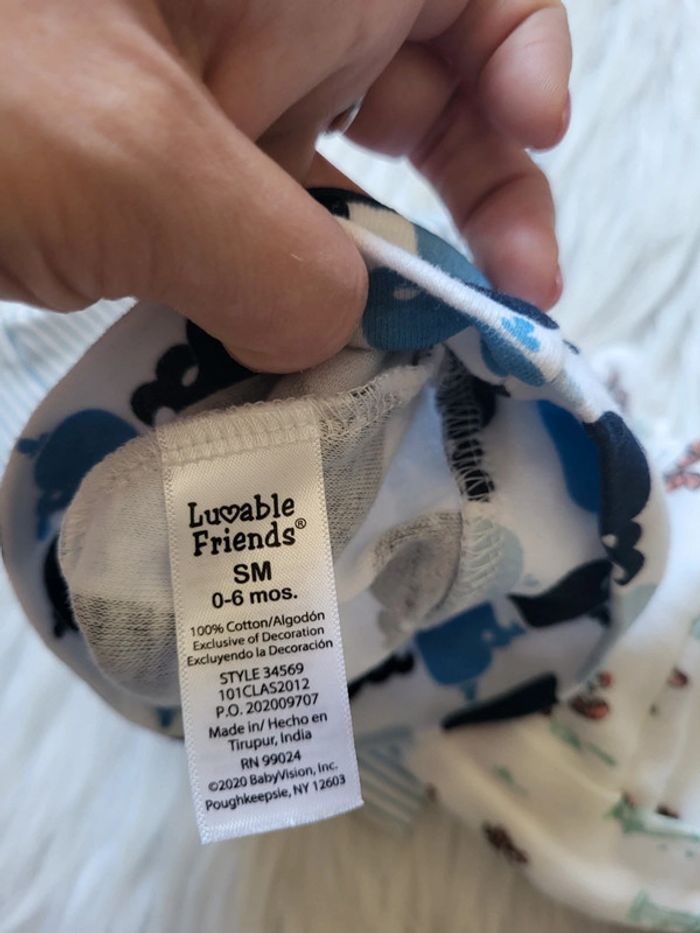 Luvable
Friends®
SM
0-6 mos.
100% Cotton/Algodón
Exclusive of Decoration
Excluyendo la Decoración
STYLE 34569
101CLAS2012
P.O. 202009707
Made in/ Hecho en
Tirupur, India
RN 99024
©2020 BabyVision, Inc.
Poughkeepsie, NY 12603